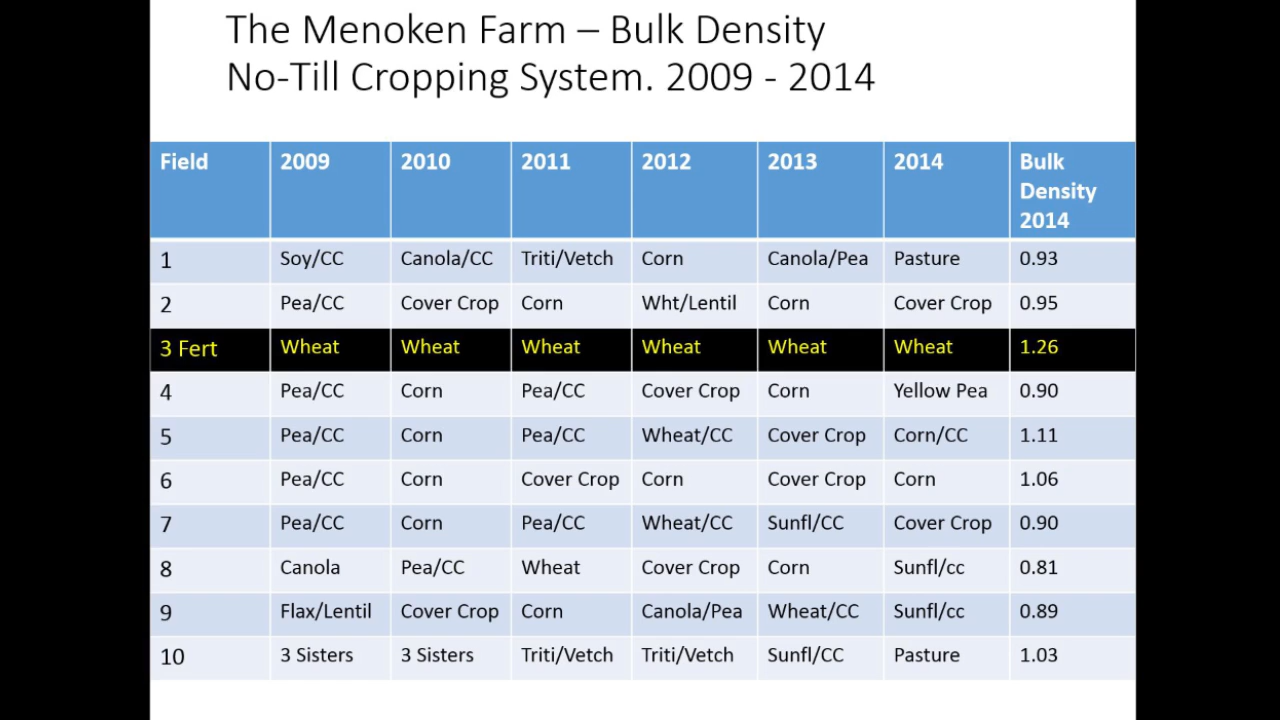 The Menoken Farm – Bulk Density
No-Till Cropping System. 2009 - 2014
Field 2009 2010 2011 2012 2013 2014 Bulk
Density
2014
1 Soy/CC Canola/CC Triti/Vetch Corn Canola/Pea Pasture 0.93
2 Pea/CC Cover Crop Corn Wht/Lentil Corn Cover Crop 0.95
3 Fert Wheat Wheat Wheat Wheat Wheat Wheat 1.26
4 Pea/CC Corn Pea/CC Cover Crop Corn Yellow Pea 0.90
5 Pea/CC Corn Pea/CC Wheat/CC Cover Crop Corn/CC 1.11
6 Pea/CC Corn Cover Crop Corn Cover Crop Corn 1.06
7 Pea/CC Corn Pea/CC Wheat/CC Sunfl/CC Cover Crop 0.90
8 Canola Pea/CC Wheat Cover Crop Corn Sunfl/cc 0.81
9 Flax/Lentil Cover Crop Corn Canola/Pea Wheat/CC Sunfl/cc 0.89
10 3 Sisters 3 Sisters Triti/Vetch Triti/Vetch Sunfl/CC Pasture 1.03